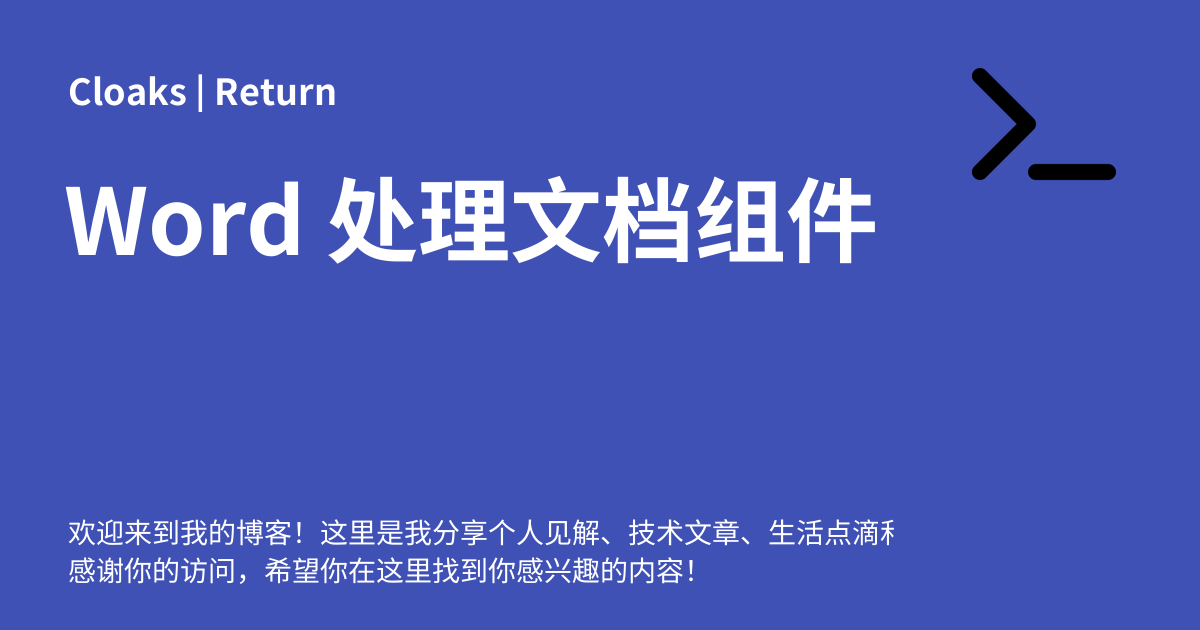 Cloaks | Return
Word 处理文档组件
欢迎来到我的博客！这里是我分享个人见解、技术文章、生活点滴
感谢你的访问，希望你在这里找到你感兴趣的内容！